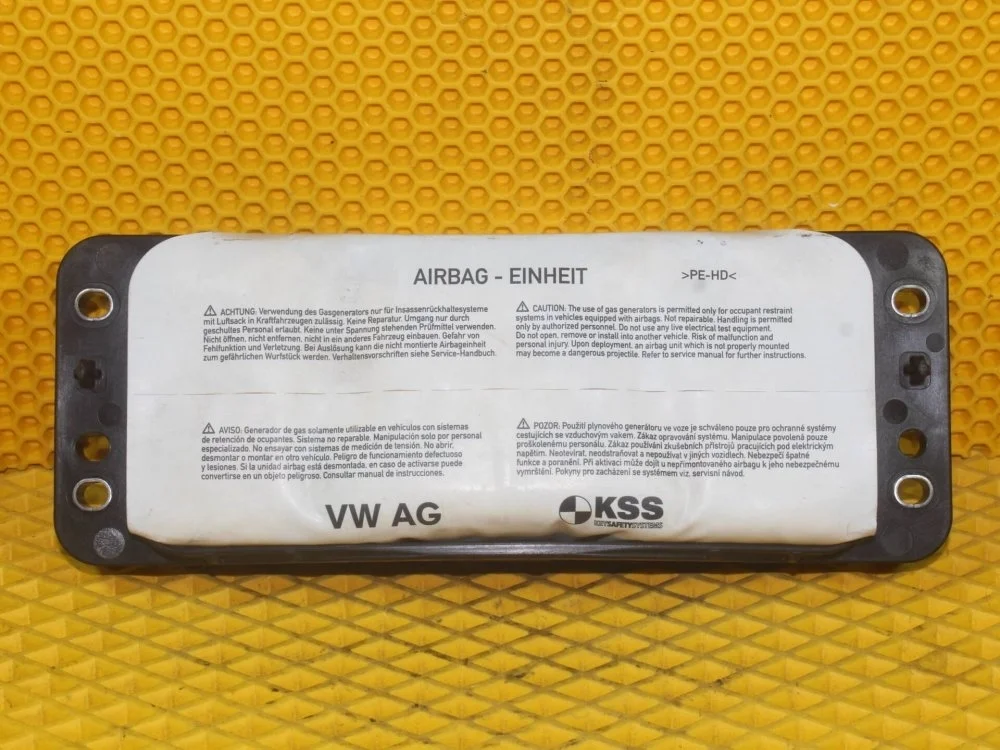 AIRBAG - EINHEIT
>PE-HD<
⚠ ACHTUNG: Verwendung des Gasgenerators nur für Insassenrückhaltesysteme
mit Luftsack in Kraftfahrzeugen zulässig. Keine Reparatur. Umgang nur durch
geschultes Personal erlaubt. Keine unter Spannung stehenden Prüfmittel verwenden.
Nicht öffnen, nicht entfernen, nicht in ein anderes Fahrzeug einbauen. Gefahr von
Fehlfunktion und Verletzung. Bei Auslösung kann die nicht montierte Airbageinheit
zum gefährlichen Wurfstück werden. Verhaltensvorschriften siehe Service-Handbuch.
⚠ CAUTION: The use of gas generators is permitted only for occupant restraint
systems in vehicles equipped with airbags. Not repairable. Handling is permitted
only by authorized personnel. Do not use any live electrical test equipment.
Do not open, remove or install into another vehicle. Risk of malfunction and
personal injury. Upon deployment, an airbag unit which is not properly mounted
may become a dangerous projectile. Refer to service manual for further instructions.
⚠ AVISO: Generador de gas solamente utilizable en vehículos con sistemas
de retención de ocupantes. Sistema no reparable. Manipulación solo por personal
especializado. No ensayar con sistemas de medición de tensión. No abrir,
desmontar o montar en otro vehículo. Peligro de funcionamiento defectuoso
y lesiones. Si la unidad airbag está desmontada, en caso de activarse puede
convertirse en un objeto peligroso. Consultar manual de instrucciones.
⚠ POZOR: Použití plynového generátoru ve voze je schváleno pouze pro ochranné systémy
cestujících se vzduchovým vakem. Zákaz opravování systému. Manipulace povolená pouze
proškolenému personálu. Zákaz používání zkušebních přístrojů pracujících pod elektrickým
napětím. Neotevírat, neodstraňovat a nepoužívat v jiných vozidlech. Nebezpečí špatné
funkce a poranění. Při aktivaci může dojít u nepřimontovaného airbagu k jeho nebezpečnému
vymrštění. Pokyny pro zacházení se systémem viz. servisní návod.
VW AG
KSS
KEYSAFETYSYSTEMS